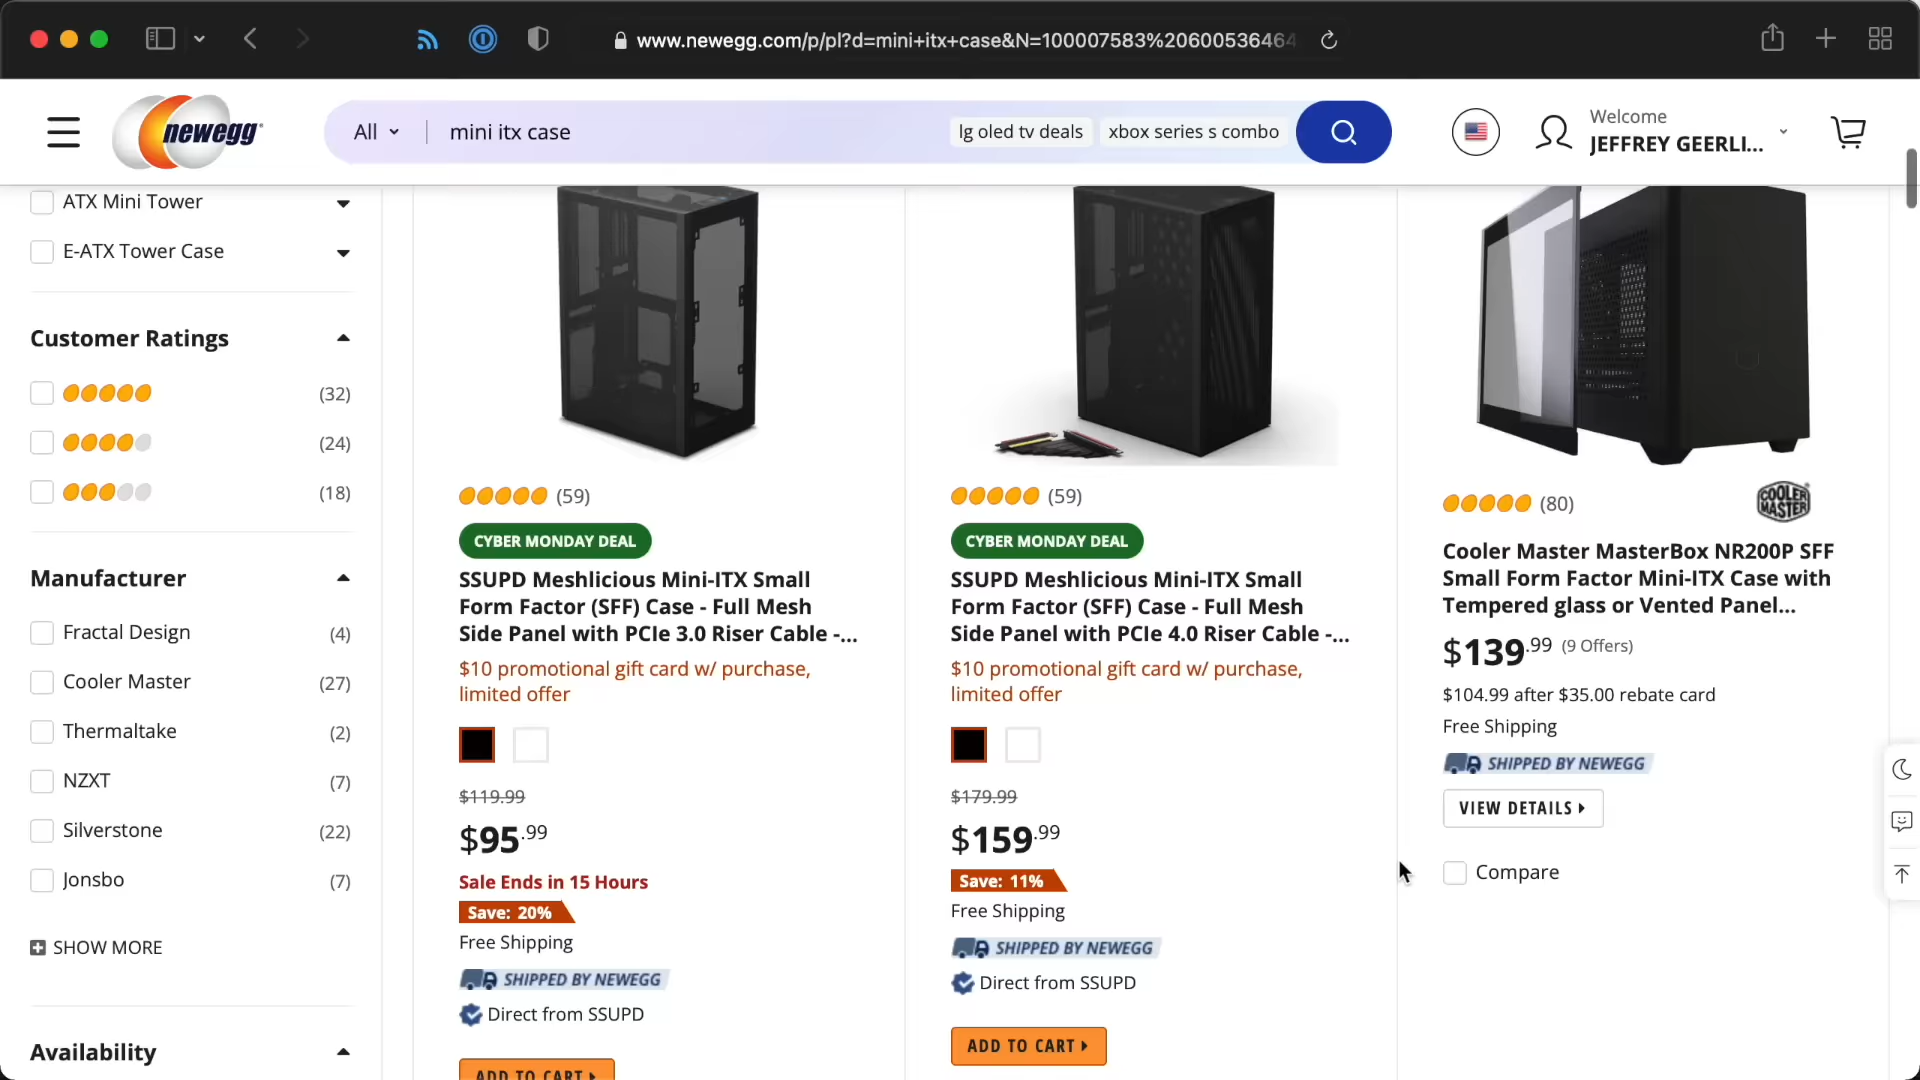 www.newegg.com/p/pl?d=mini+itx+case&N=100007583%20600536464
newegg
All
mini itx case
lg oled tv deals
xbox series s combo
Welcome
JEFFREY GEERLI...
ATX Mini Tower
E-ATX Tower Case
Customer Ratings
(32)
(24)
(18)
Manufacturer
Fractal Design (4)
Cooler Master (27)
Thermaltake (2)
NZXT (7)
Silverstone (22)
Jonsbo (7)
SHOW MORE
Availability
(59)
CYBER MONDAY DEAL
SSUPD Meshlicious Mini-ITX Small
Form Factor (SFF) Case - Full Mesh
Side Panel with PCIe 3.0 Riser Cable -...
$10 promotional gift card w/ purchase,
limited offer
$119.99
$95.99
Sale Ends in 15 Hours
Save: 20%
Free Shipping
SHIPPED BY NEWEGG
Direct from SSUPD
ADD TO CART
(59)
CYBER MONDAY DEAL
SSUPD Meshlicious Mini-ITX Small
Form Factor (SFF) Case - Full Mesh
Side Panel with PCIe 4.0 Riser Cable -...
$10 promotional gift card w/ purchase,
limited offer
$179.99
$159.99
Save: 11%
Free Shipping
SHIPPED BY NEWEGG
Direct from SSUPD
ADD TO CART
(80)
COOLER
MASTER
Cooler Master MasterBox NR200P SFF
Small Form Factor Mini-ITX Case with
Tempered glass or Vented Panel...
$139.99 (9 Offers)
$104.99 after $35.00 rebate card
Free Shipping
SHIPPED BY NEWEGG
VIEW DETAILS
Compare